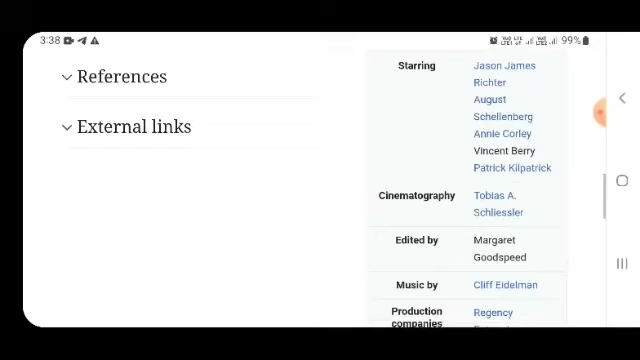 3:38
99%
References
External links
Starring
Jason James
Richter
August
Schellenberg
Annie Corley
Vincent Berry
Patrick Kilpatrick
Cinematography
Tobias A.
Schliessler
Edited by
Margaret
Goodspeed
Music by
Cliff Eidelman
Production
companies
Regency